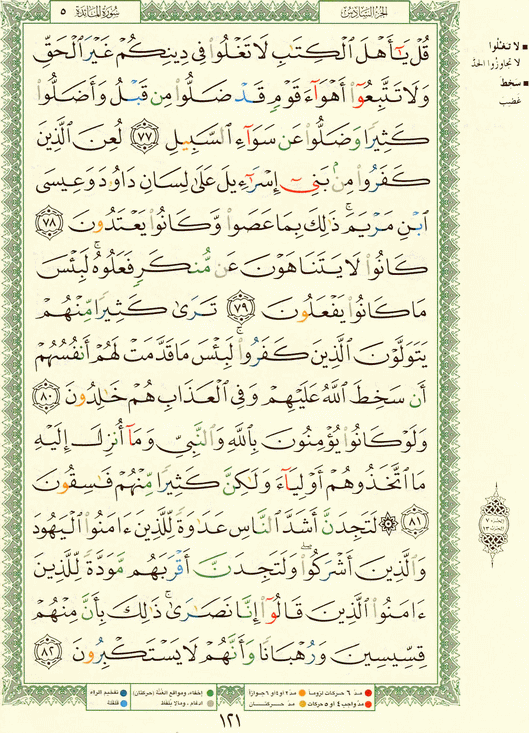 الجزء السادس
سورة المائدة ٥
قُلْ يَٰٓأَهْلَ ٱلْكِتَٰبِ لَا تَغْلُوا۟ فِى دِينِكُمْ غَيْرَ ٱلْحَقِّ
وَلَا تَتَّبِعُوٓا۟ أَهْوَآءَ قَوْمٍ قَدْ ضَلُّوا۟ مِن قَبْلُ وَأَضَلُّوا۟
كَثِيرًا وَضَلُّوا۟ عَن سَوَآءِ ٱلسَّبِيلِ ٧٧ لُعِنَ ٱلَّذِينَ
كَفَرُوا۟ مِنۢ بَنِىٓ إِسْرَٰٓءِيلَ عَلَىٰ لِسَانِ دَاوُۥدَ وَعِيسَى
ٱبْنِ مَرْيَمَ ۚ ذَٰلِكَ بِمَا عَصَوا۟ وَّكَانُوا۟ يَعْتَدُونَ ٧٨
كَانُوا۟ لَا يَتَنَاهَوْنَ عَن مُّنكَرٍ فَعَلُوهُ ۚ لَبِئْسَ
مَا كَانُوا۟ يَفْعَلُونَ ٧٩ تَرَىٰ كَثِيرًا مِّنْهُمْ
يَتَوَلَّوْنَ ٱلَّذِينَ كَفَرُوا۟ ۚ لَبِئْسَ مَا قَدَّمَتْ لَهُمْ أَنفُسُهُمْ
أَن سَخِطَ ٱللَّهُ عَلَيْهِمْ وَفِى ٱلْعَذَابِ هُمْ خَٰلِدُونَ ٨٠
وَلَوْ كَانُوا۟ يُؤْمِنُونَ بِٱللَّهِ وَٱلنَّبِىِّ وَمَآ أُنزِلَ إِلَيْهِ
مَا ٱتَّخَذُوهُمْ أَوْلِيَآءَ وَلَٰكِنَّ كَثِيرًا مِّنْهُمْ فَٰسِقُونَ
٨١ ۞ لَتَجِدَنَّ أَشَدَّ ٱلنَّاسِ عَدَٰوَةً لِّلَّذِينَ ءَامَنُوا۟ ٱلْيَهُودَ
وَٱلَّذِينَ أَشْرَكُوا۟ ۖ وَلَتَجِدَنَّ أَقْرَبَهُم مَّوَدَّةً لِّلَّذِينَ
ءَامَنُوا۟ ٱلَّذِينَ قَالُوٓا۟ إِنَّا نَصَٰرَىٰ ۚ ذَٰلِكَ بِأَنَّ مِنْهُمْ
قِسِّيسِينَ وَرُهْبَانًا وَأَنَّهُمْ لَا يَسْتَكْبِرُونَ ٨٢
لا تغلُوا
لا تجاوزوا الحدّ
سخط
غضب
مدّ ٦ حركات لزوماً
مدّ ٢ أو ٤ أو ٦ جوازاً
إخفاء، ومواقع الغُنَّة (حركتان)
تفخيم الراء
مدّ واجب ٤ أو ٥ حركات
مدّ حركتان
إدغام، وما لا يُلفظ
قلقلة
١٢١